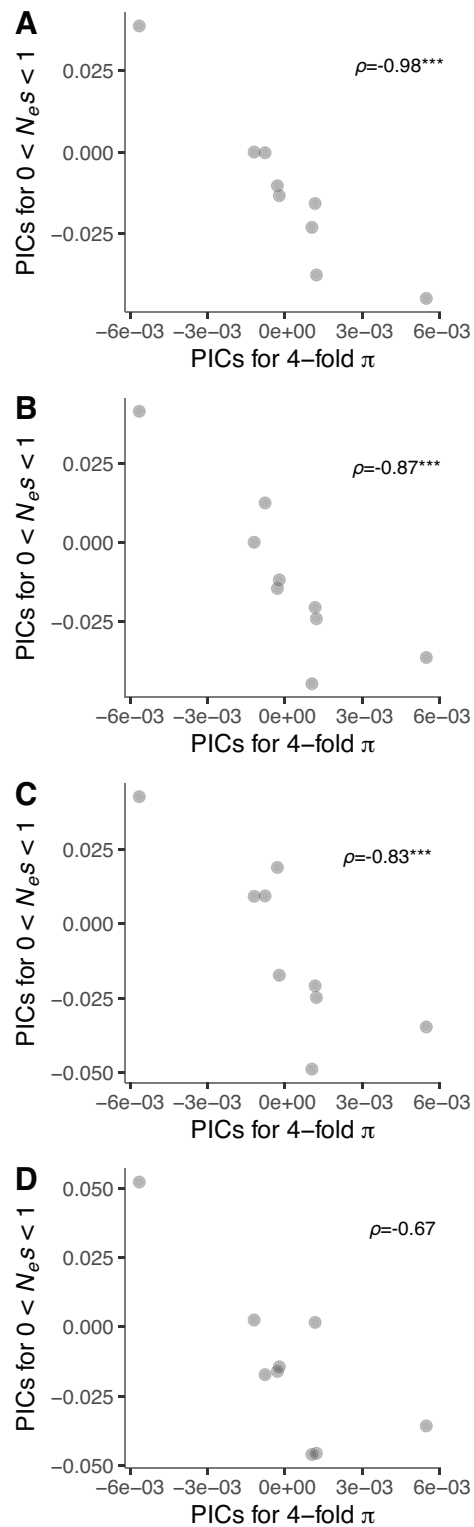 A
PICs for 0 < Nₑs < 1
0.025
0.000
−0.025
ρ=-0.98***
−6e−03 −3e−03 0e+00 3e−03 6e−03
PICs for 4−fold π
B
PICs for 0 < Nₑs < 1
0.025
0.000
−0.025
ρ=-0.87***
−6e−03 −3e−03 0e+00 3e−03 6e−03
PICs for 4−fold π
C
PICs for 0 < Nₑs < 1
0.025
0.000
−0.025
−0.050
ρ=-0.83***
−6e−03 −3e−03 0e+00 3e−03 6e−03
PICs for 4−fold π
D
PICs for 0 < Nₑs < 1
0.050
0.025
0.000
−0.025
−0.050
ρ=-0.67
−6e−03 −3e−03 0e+00 3e−03 6e−03
PICs for 4−fold π